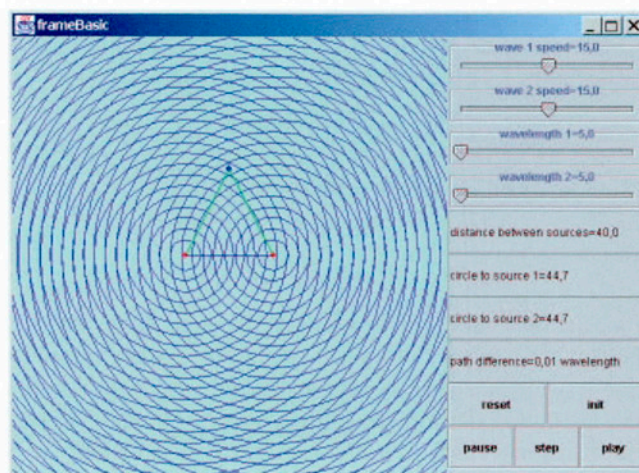 frameBasic
wave 1 speed=15,0
wave 2 speed=15,0
wavelength 1=5,0
wavelength 2=5,0
distance between sources=40,0
circle to source 1=44,7
circle to source 2=44,7
path difference=0,01 wavelength
reset init
pause step play